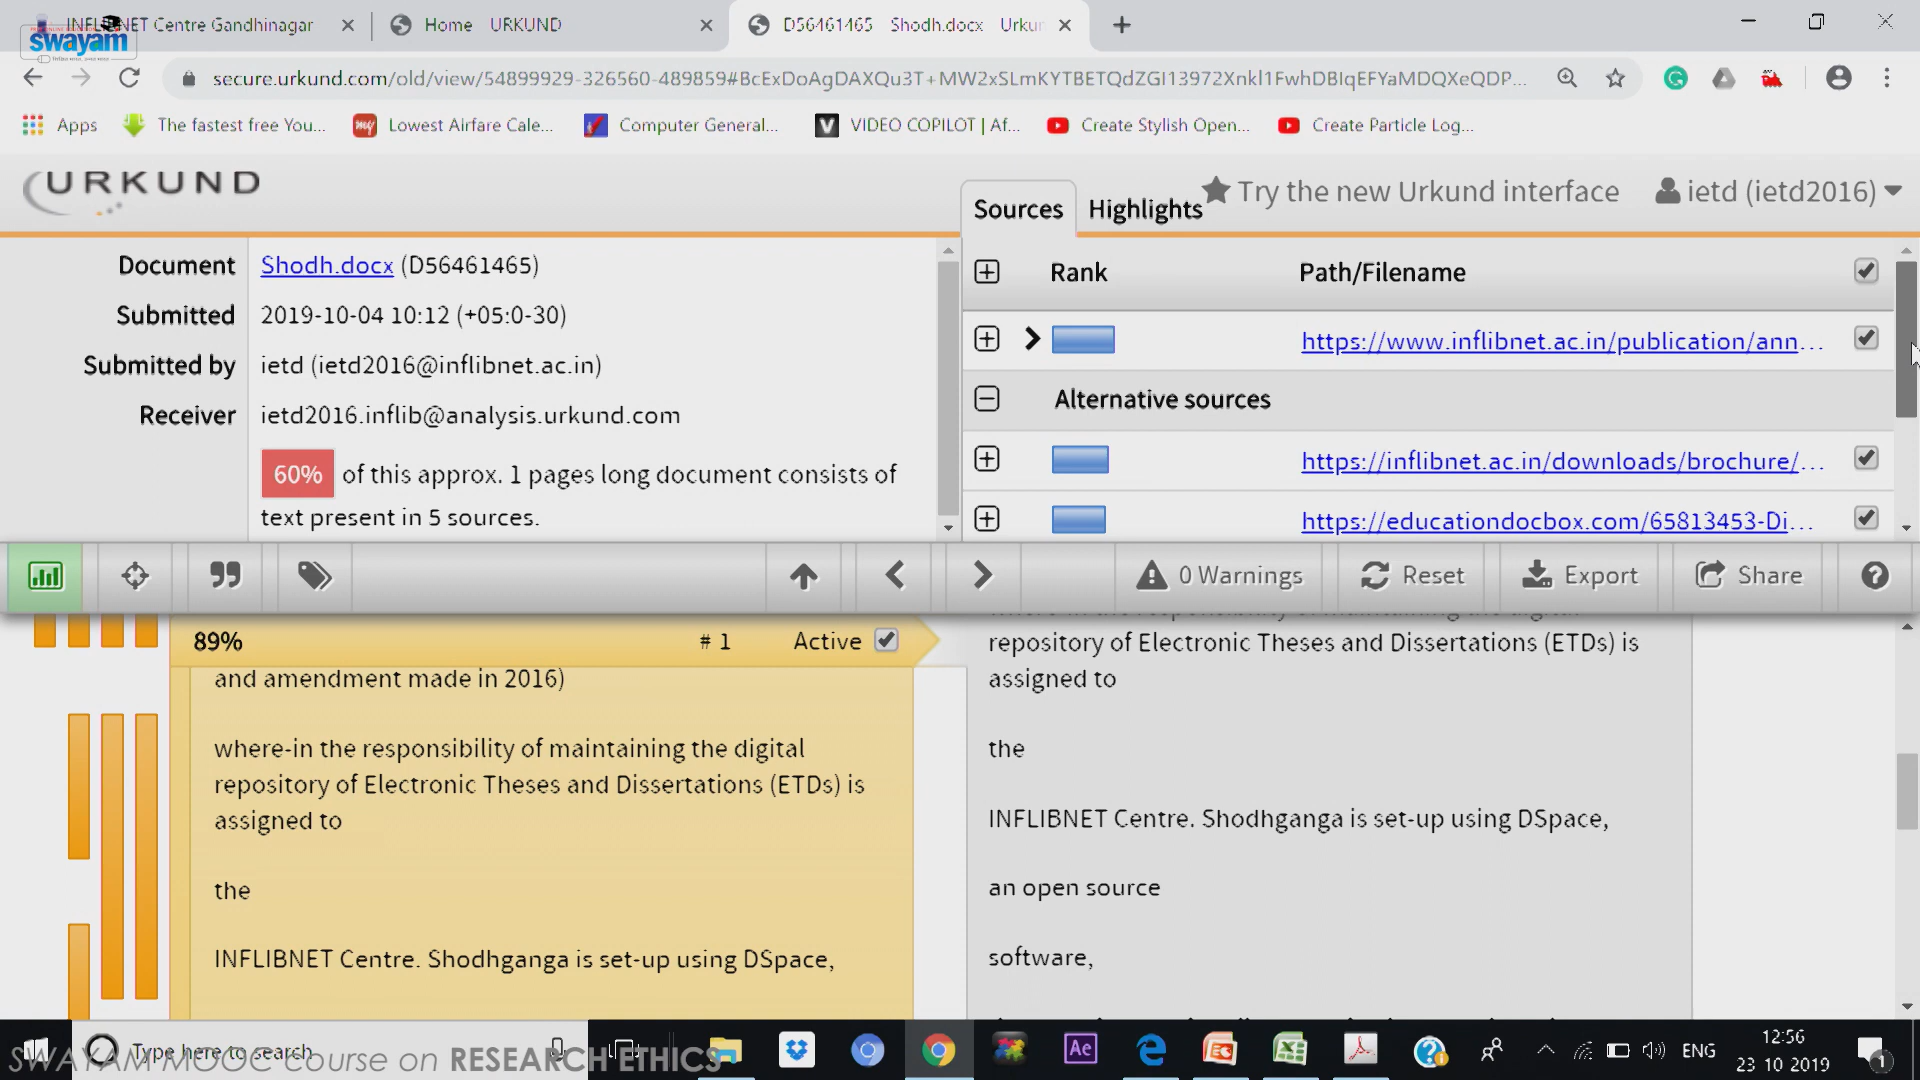 INFLIBNET Centre Gandhinagar
Home URKUND
D56461465 Shodh.docx Urkur
swayam
secure.urkund.com/old/view/54899929-326560-489859#BcExDoAgDAXQu3T+MW2xSLmKYTBETQdZGI13972Xnkl1FwhDBIqEFYaMDQXeQDP...
Apps
The fastest free You...
Lowest Airfare Cale...
Computer General...
VIDEO COPILOT | Af...
Create Stylish Open...
Create Particle Log...
URKUND
Sources
Highlights
Try the new Urkund interface
ietd (ietd2016)
Document Shodh.docx (D56461465)
Submitted 2019-10-04 10:12 (+05:0-30)
Submitted by ietd (ietd2016@inflibnet.ac.in)
Receiver ietd2016.inflib@analysis.urkund.com
60% of this approx. 1 pages long document consists of
text present in 5 sources.
Rank Path/Filename
https://www.inflibnet.ac.in/publication/ann...
Alternative sources
https://inflibnet.ac.in/downloads/brochure/...
https://educationdocbox.com/65813453-Di...
0 Warnings
Reset
Export
Share
89% # 1 Active
and amendment made in 2016)
where-in the responsibility of maintaining the digital
repository of Electronic Theses and Dissertations (ETDs) is
assigned to
the
INFLIBNET Centre. Shodhganga is set-up using DSpace,
repository of Electronic Theses and Dissertations (ETDs) is
assigned to
the
INFLIBNET Centre. Shodhganga is set-up using DSpace,
an open source
software,
Type here to search
SWAYAM MOOC course on RESEARCH ETHICS
Ae
ENG
12:56
23 10 2019
1